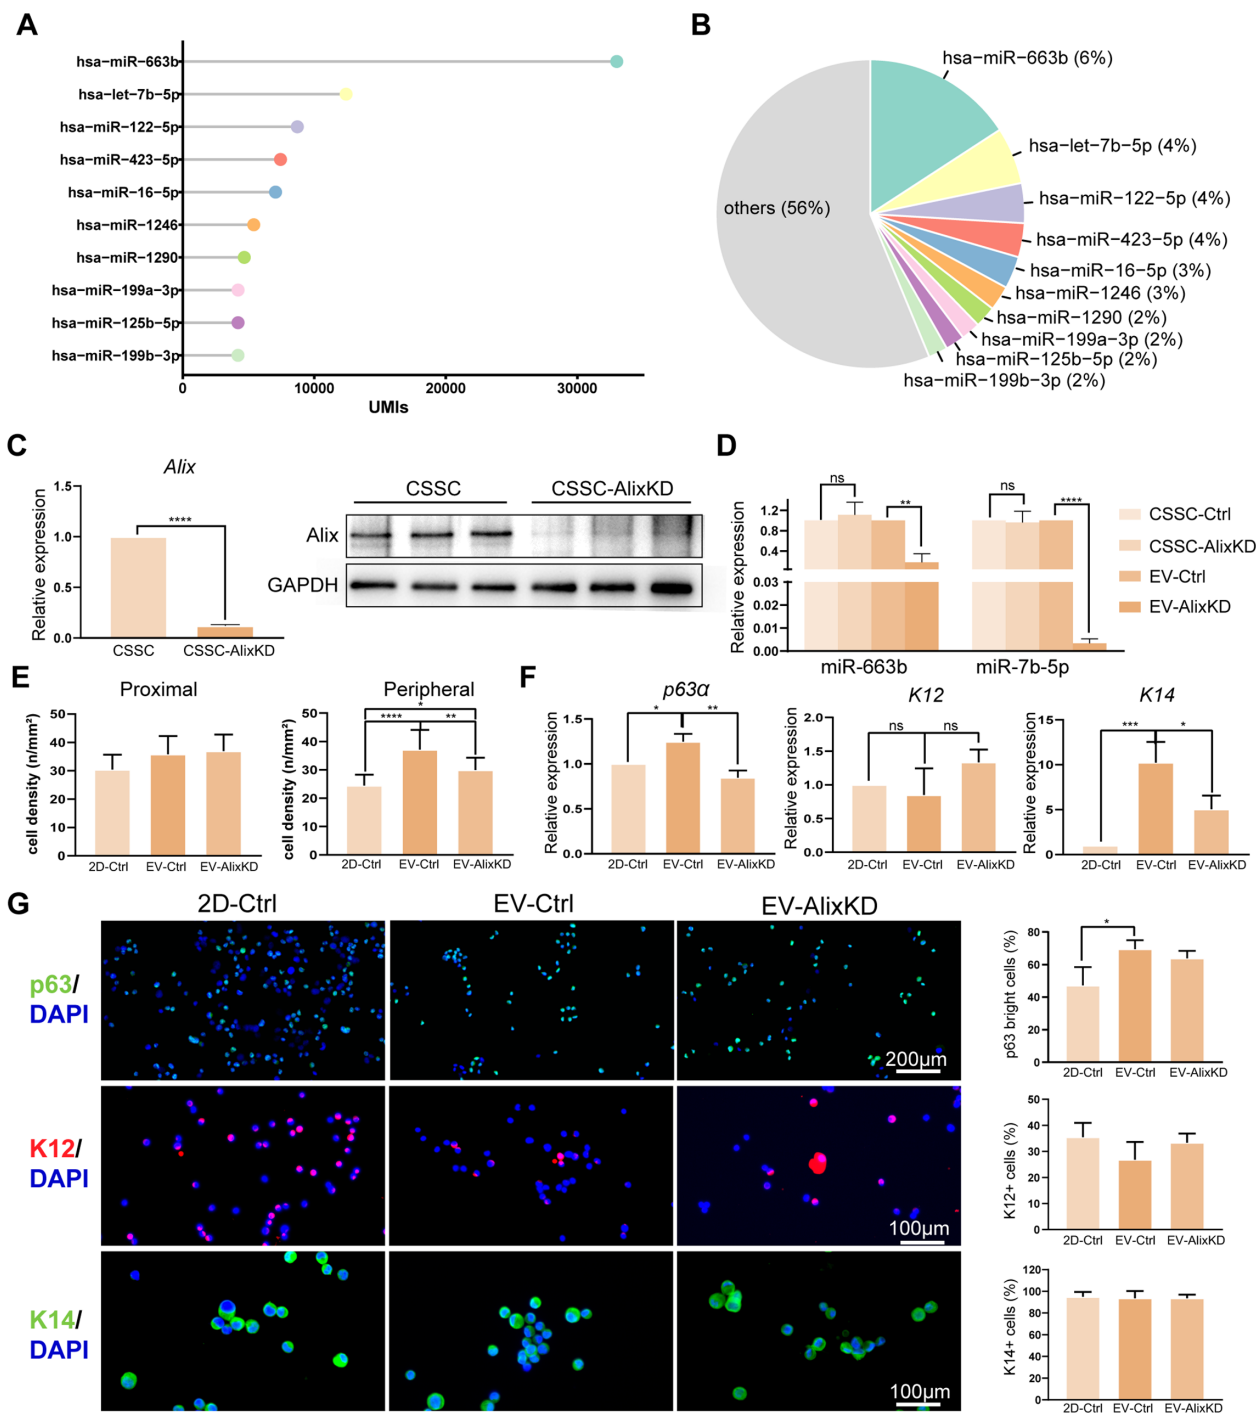 A
hsa−miR−663b
hsa−let−7b−5p
hsa−miR−122−5p
hsa−miR−423−5p
hsa−miR−16−5p
hsa−miR−1246
hsa−miR−1290
hsa−miR−199a−3p
hsa−miR−125b−5p
hsa−miR−199b−3p
0 10000 20000 30000
UMIs
B
hsa−miR−663b (6%)
hsa−let−7b−5p (4%)
hsa−miR−122−5p (4%)
hsa−miR−423−5p (4%)
hsa−miR−16−5p (3%)
hsa−miR−1246 (3%)
hsa−miR−1290 (2%)
hsa−miR−199a−3p (2%)
hsa−miR−125b−5p (2%)
hsa−miR−199b−3p (2%)
others (56%)
C
Alix
Relative expression
1.5
1.0
0.5
0.0
****
CSSC CSSC-AlixKD
CSSC CSSC-AlixKD
Alix
GAPDH
D
Relative expression
1.2
0.8
0.4
0.03
0.02
0.01
0.00
ns ** ns ****
miR-663b miR-7b-5p
CSSC-Ctrl
CSSC-AlixKD
EV-Ctrl
EV-AlixKD
E
Proximal
cell density (n/mm²)
50
40
30
20
10
0
2D-Ctrl EV-Ctrl EV-AlixKD
Peripheral
cell density (n/mm²)
50
40
30
20
10
0
*
**** **
2D-Ctrl EV-Ctrl EV-AlixKD
F
p63α
Relative expression
1.5
1.0
0.5
0.0
* **
2D-Ctrl EV-Ctrl EV-AlixKD
K12
Relative expression
2.0
1.5
1.0
0.5
0.0
ns ns
2D-Ctrl EV-Ctrl EV-AlixKD
K14
Relative expression
15
10
5
0
*** *
2D-Ctrl EV-Ctrl EV-AlixKD
G
2D-Ctrl EV-Ctrl EV-AlixKD
p63/
DAPI
200μm
K12/
DAPI
100μm
K14/
DAPI
100μm
p63 bright cells (%)
80
60
40
20
0
*
2D-Ctrl EV-Ctrl EV-AlixKD
K12+ cells (%)
50
40
30
20
10
0
2D-Ctrl EV-Ctrl EV-AlixKD
K14+ cells (%)
120
100
80
60
40
20
0
2D-Ctrl EV-Ctrl EV-AlixKD